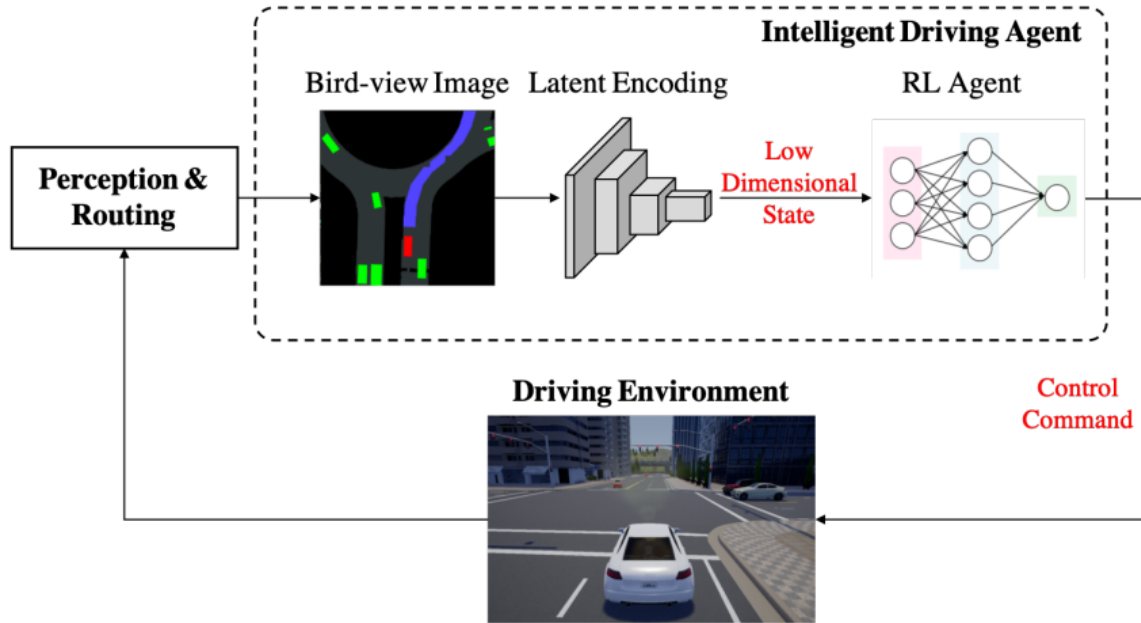 Intelligent Driving Agent
Bird-view Image
Latent Encoding
RL Agent
Perception &
Routing
Low
Dimensional
State
Driving Environment
Control
Command